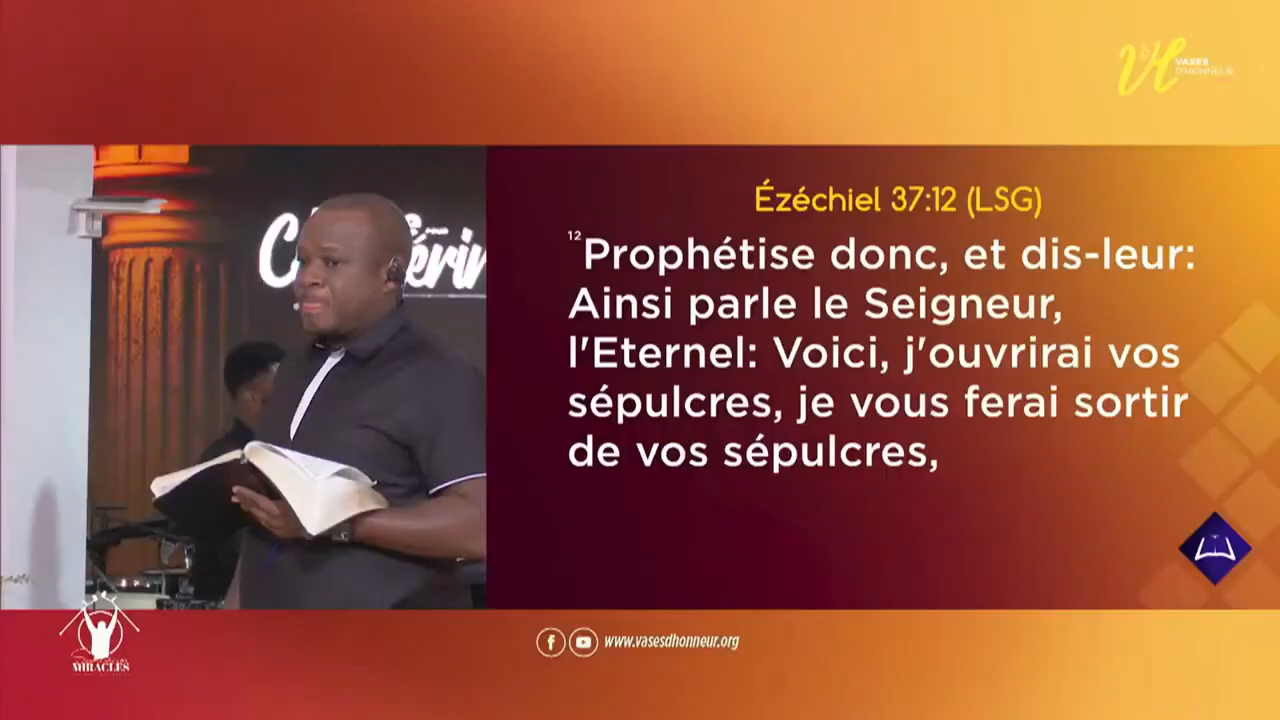 VH VASES
D'HONNEUR
Ézéchiel 37:12 (LSG)
12 Prophétise donc, et dis-leur:
Ainsi parle le Seigneur,
l'Eternel: Voici, j'ouvrirai vos
sépulcres, je vous ferai sortir
de vos sépulcres,
MIRACLES
www.vasesdhonneur.org